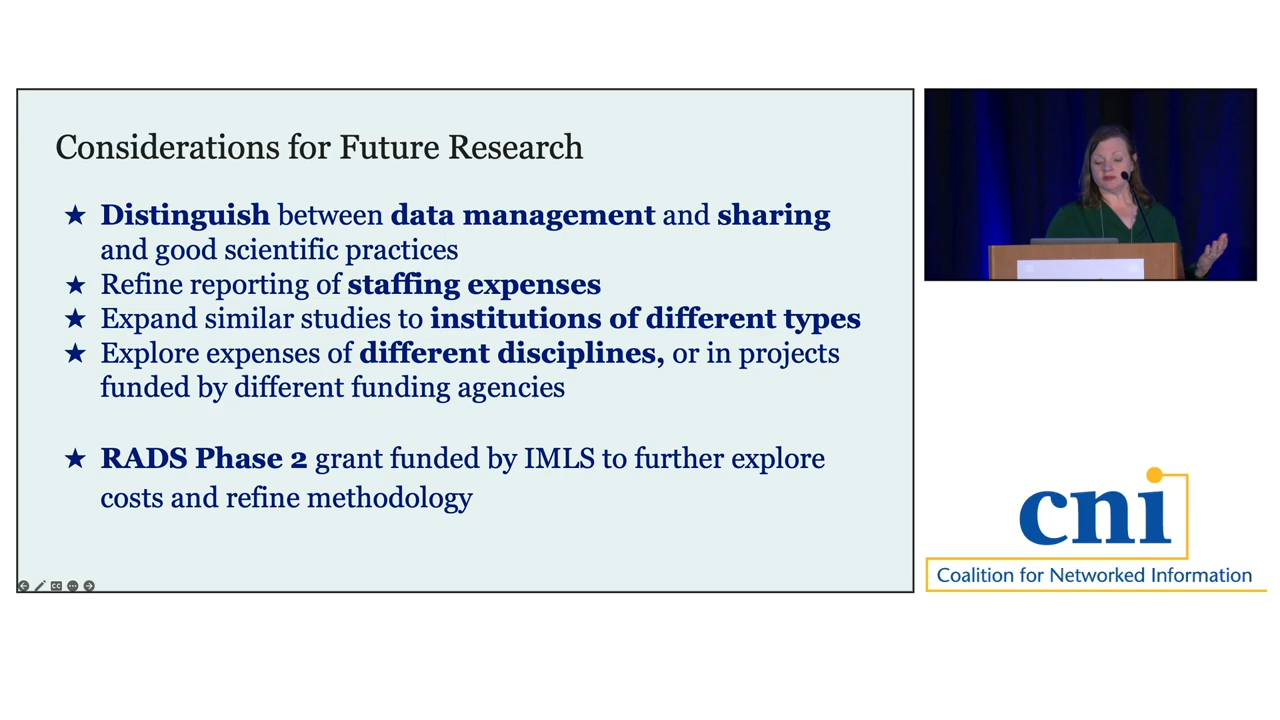 Considerations for Future Research
★ Distinguish between data management and sharing
and good scientific practices
★ Refine reporting of staffing expenses
★ Expand similar studies to institutions of different types
★ Explore expenses of different disciplines, or in projects
funded by different funding agencies
★ RADS Phase 2 grant funded by IMLS to further explore
costs and refine methodology
cni
Coalition for Networked Information